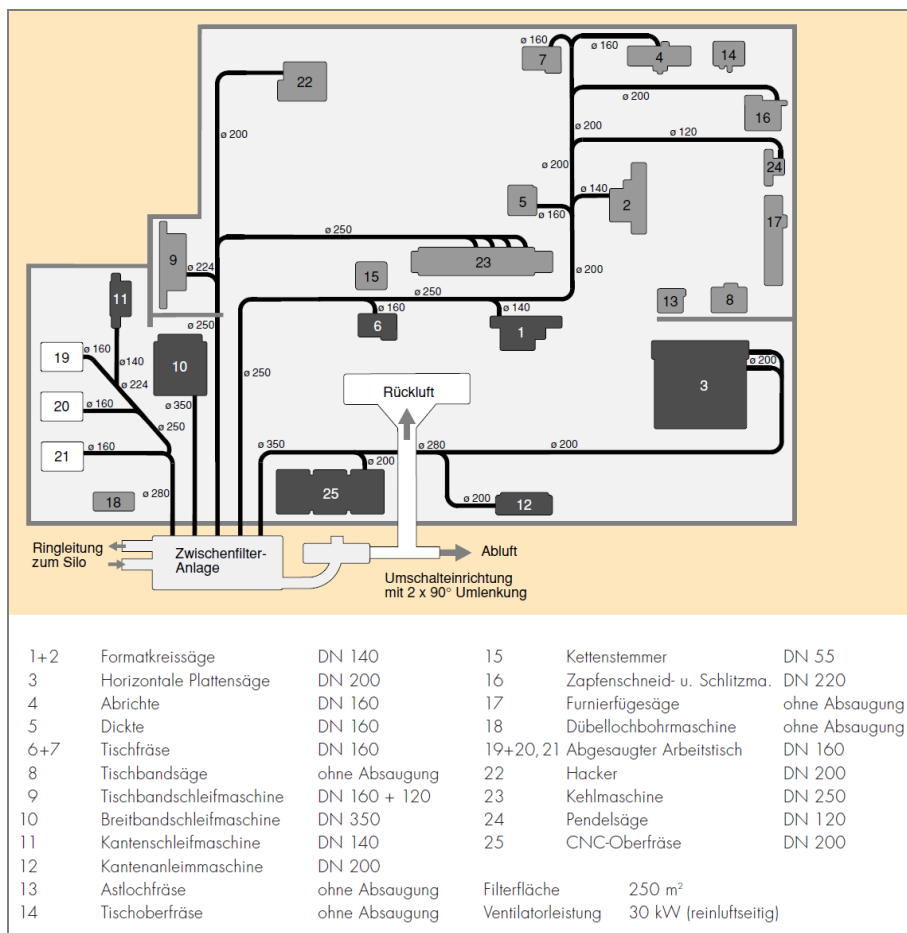 ø 160
ø 160
7
4
14
22
ø 200
16
ø 200
ø 200
ø 120
ø 200
24
ø 140
5
2
ø 160
17
ø 250
9
23
ø 224
15
ø 200
11
ø 250
13
8
ø 160
ø 140
6
1
ø 250
ø 160
19
10
ø 140
ø 200
3
ø 224
ø 250
Rückluft
20
ø 160
ø 350
ø 250
21
ø 160
ø 350
ø 280
ø 200
ø 200
18
ø 280
25
ø 200
12
Ringleitung
zum Silo
Zwischenfilter-
Anlage
Abluft
Umschalteinrichtung
mit 2 x 90° Umlenkung
1+2 Formatkreissäge DN 140
3 Horizontale Plattensäge DN 200
4 Abrichte DN 160
5 Dickte DN 160
6+7 Tischfräse DN 160
8 Tischbandsäge ohne Absaugung
9 Tischbandschleifmaschine DN 160 + 120
10 Breitbandschleifmaschine DN 350
11 Kantenschleifmaschine DN 140
12 Kantenanleimmaschine DN 200
13 Astlochfräse ohne Absaugung
14 Tischoberfräse ohne Absaugung
15 Kettenstemmer DN 55
16 Zapfenschneid- u. Schlitzma. DN 220
17 Furnierfügesäge ohne Absaugung
18 Dübellochbohrmaschine ohne Absaugung
19+20,21 Abgesaugter Arbeitstisch DN 160
22 Hacker DN 200
23 Kehlmaschine DN 250
24 Pendelsäge DN 120
25 CNC-Oberfräse DN 200
Filterfläche 250 m²
Ventilatorleistung 30 kW (reinluftseitig)